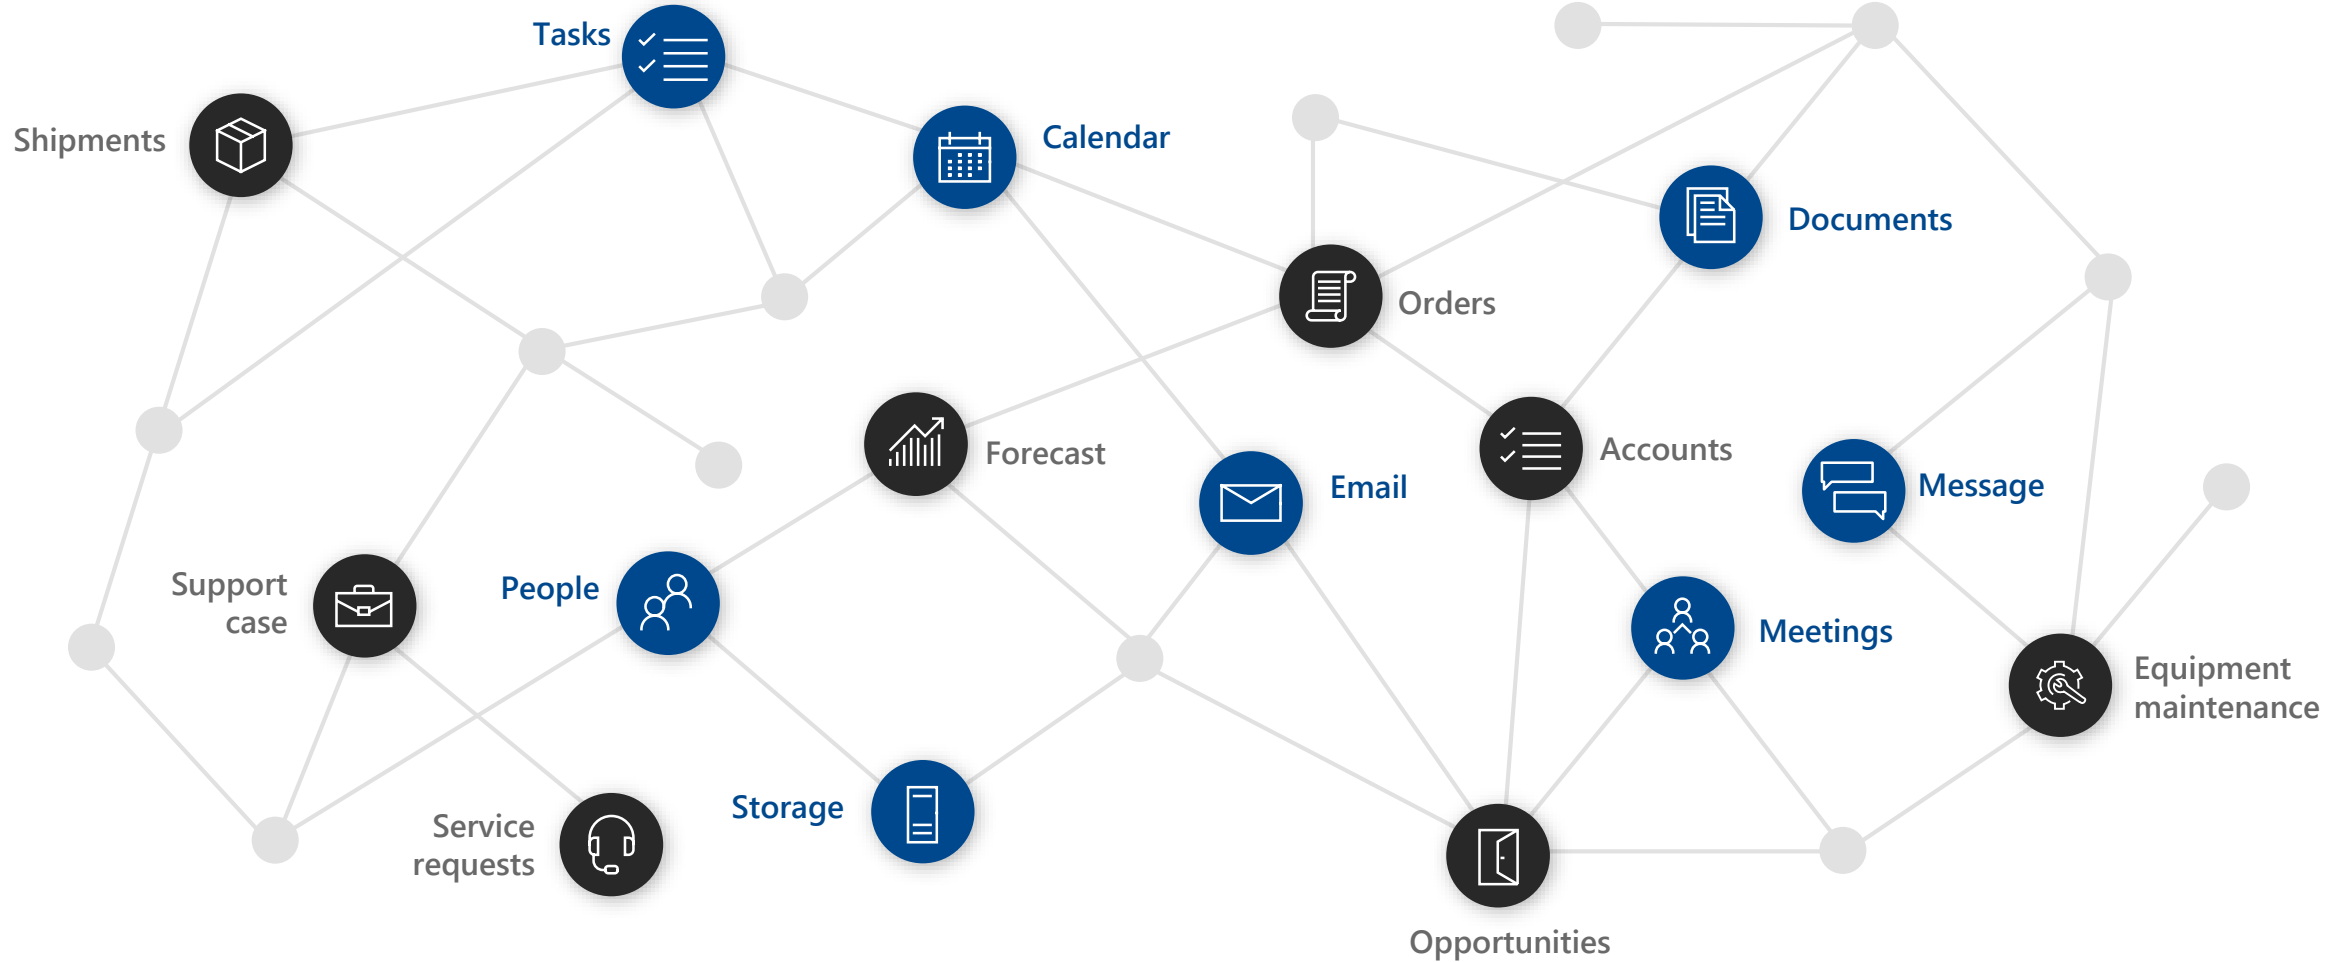 Tasks
Shipments
Calendar
Documents
Orders
Forecast
Accounts
Email
Message
Support
case
People
Meetings
Equipment
maintenance
Storage
Service
requests
Opportunities